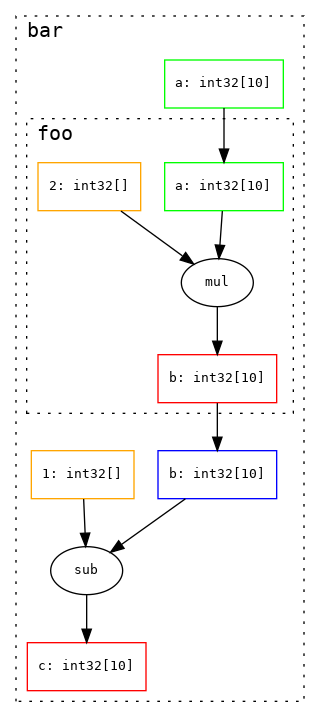 bar
a: int32[10]
foo
2: int32[]
a: int32[10]
mul
b: int32[10]
1: int32[]
b: int32[10]
sub
c: int32[10]